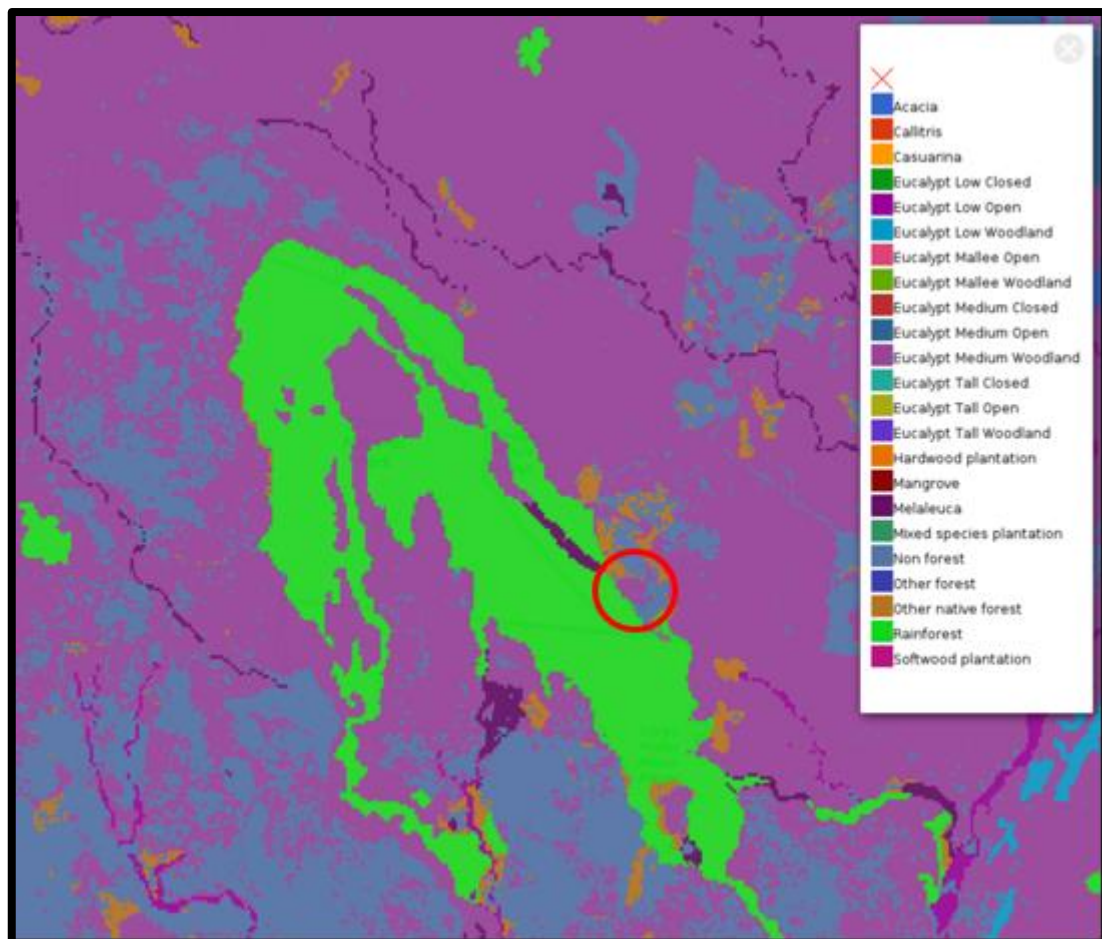 Acacia
Callitris
Casuarina
Eucalypt Low Closed
Eucalypt Low Open
Eucalypt Low Woodland
Eucalypt Mallee Open
Eucalypt Mallee Woodland
Eucalypt Medium Closed
Eucalypt Medium Open
Eucalypt Medium Woodland
Eucalypt Tall Closed
Eucalypt Tall Open
Eucalypt Tall Woodland
Hardwood plantation
Mangrove
Melaleuca
Mixed species plantation
Non forest
Other forest
Other native forest
Rainforest
Softwood plantation